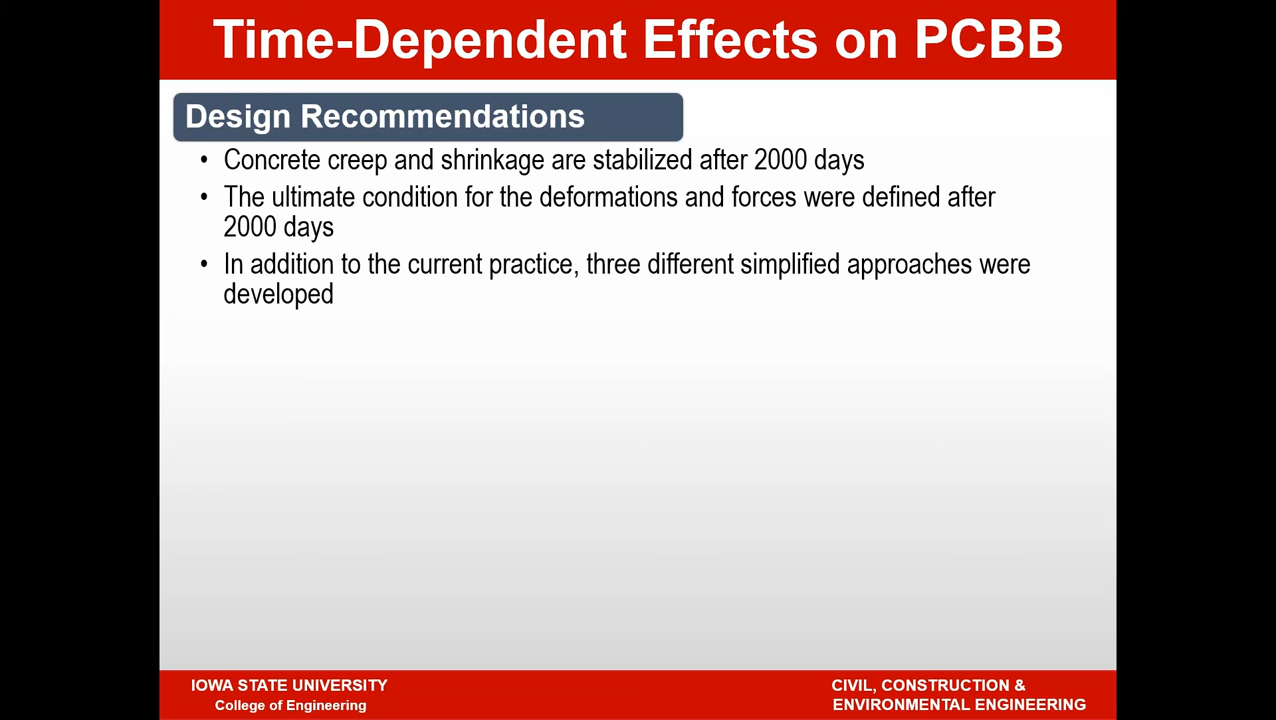 Time-Dependent Effects on PCBB
Design Recommendations
• Concrete creep and shrinkage are stabilized after 2000 days
• The ultimate condition for the deformations and forces were defined after
2000 days
• In addition to the current practice, three different simplified approaches were
developed
IOWA STATE UNIVERSITY
College of Engineering
CIVIL, CONSTRUCTION &
ENVIRONMENTAL ENGINEERING